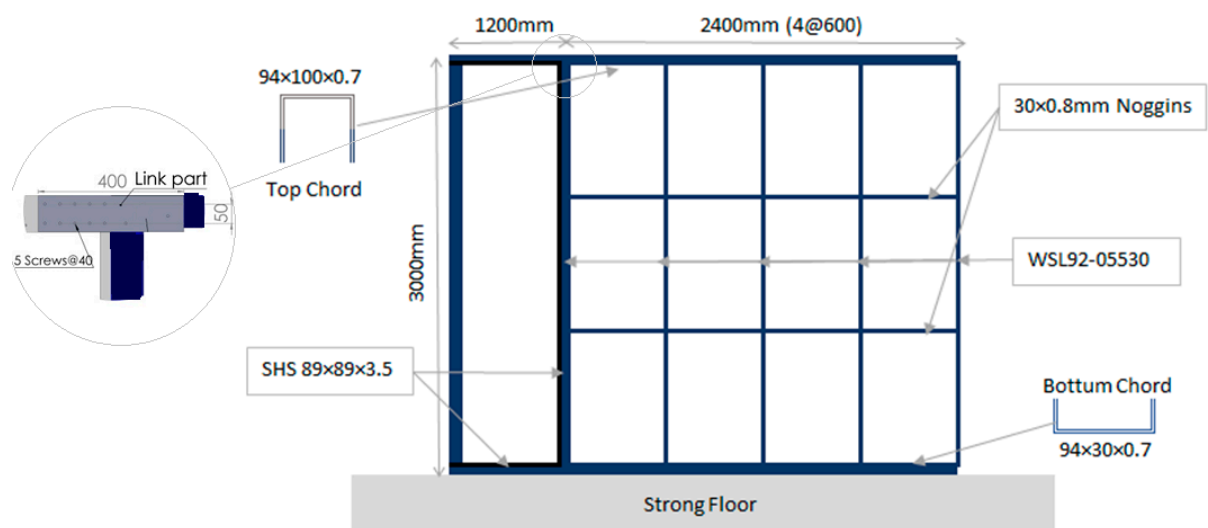 1200mm
2400mm (4@600)
94×100×0.7
30×0.8mm Noggins
400 Link part
Top Chord
50
5 Screws@40
3000mm
WSL92-05530
SHS 89×89×3.5
Bottum Chord
94×30×0.7
Strong Floor